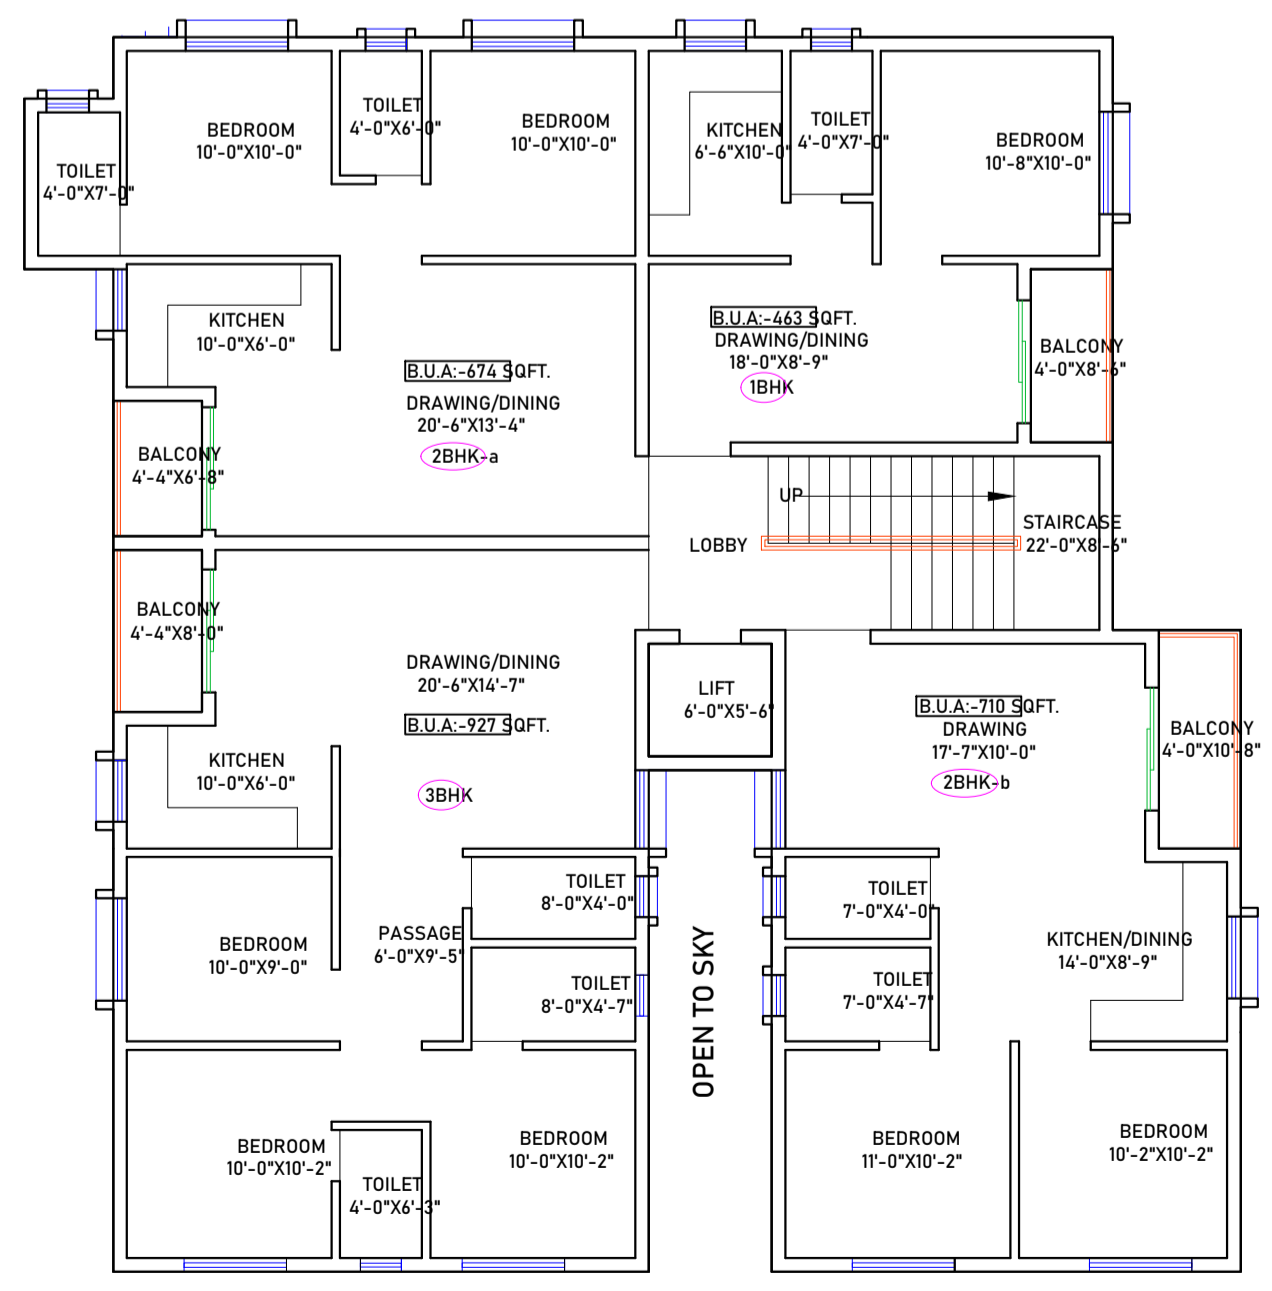 BEDROOM
10'-0"X10'-0"
TOILET
4'-0"X6'-0"
BEDROOM
10'-0"X10'-0"
KITCHEN
6'-6"X10'-0"
TOILET
4'-0"X7'-0"
BEDROOM
10'-8"X10'-0"
TOILET
4'-0"X7'-0"
KITCHEN
10'-0"X6'-0"
B.U.A:-674 SQFT.
DRAWING/DINING
20'-6"X13'-4"
2BHK-a
B.U.A:-463 SQFT.
DRAWING/DINING
18'-0"X8'-9"
1BHK
BALCONY
4'-0"X8'-6"
BALCONY
4'-4"X6'-8"
UP
STAIRCASE
22'-0"X8'-6"
LOBBY
BALCONY
4'-4"X8'-0"
DRAWING/DINING
20'-6"X14'-7"
B.U.A:-927 SQFT.
3BHK
LIFT
6'-0"X5'-6"
B.U.A:-710 SQFT.
DRAWING
17'-7"X10'-0"
2BHK-b
BALCONY
4'-0"X10'-8"
KITCHEN
10'-0"X6'-0"
TOILET
8'-0"X4'-0"
TOILET
7'-0"X4'-0"
BEDROOM
10'-0"X9'-0"
PASSAGE
6'-0"X9'-5"
TOILET
8'-0"X4'-7"
OPEN TO SKY
TOILET
7'-0"X4'-7"
KITCHEN/DINING
14'-0"X8'-9"
BEDROOM
10'-0"X10'-2"
TOILET
4'-0"X6'-3"
BEDROOM
10'-0"X10'-2"
BEDROOM
11'-0"X10'-2"
BEDROOM
10'-2"X10'-2"